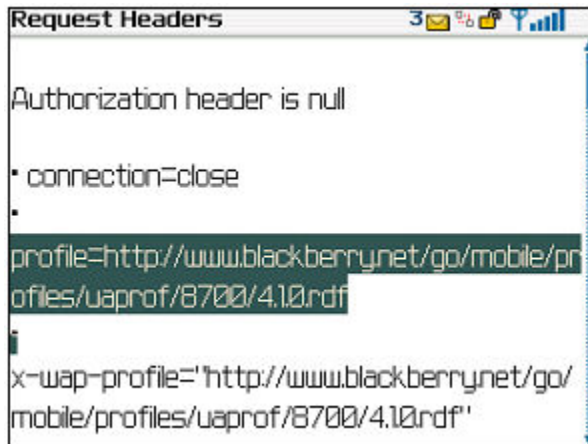 Request Headers 3
Authorization header is null
• connection=close
•
profile=http://www.blackberry.net/go/mobile/pr
ofiles/uaprof/8700/4.1.0.rdf
x-wap-profile="http://www.blackberry.net/go/
mobile/profiles/uaprof/8700/4.1.0.rdf"